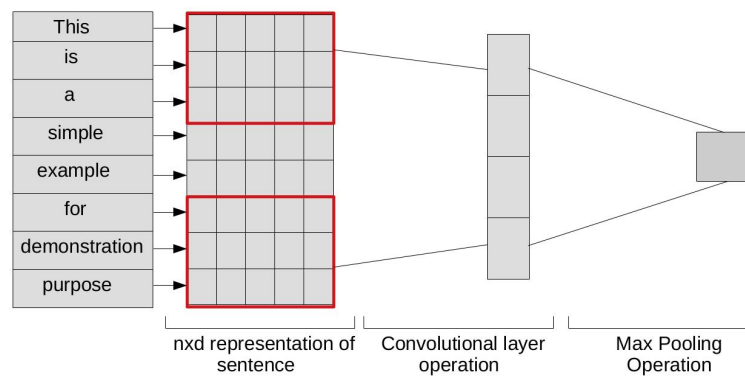 This
is
a
simple
example
for
demonstration
purpose
nxd representation of
sentence
Convolutional layer
operation
Max Pooling
Operation